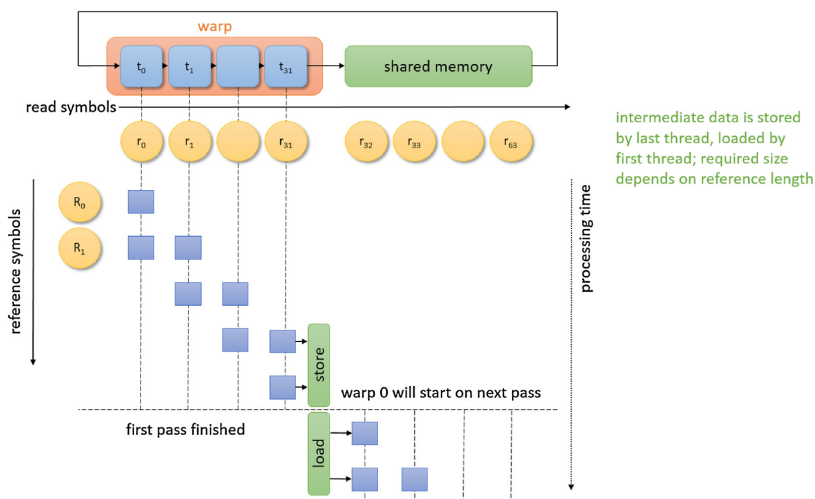 warp
t0
t1
t31
shared memory
read symbols
r0
r1
r31
r32
r33
r63
intermediate data is stored
by last thread, loaded by
first thread; required size
depends on reference length
R0
R1
reference symbols
processing time
store
warp 0 will start on next pass
first pass finished
load